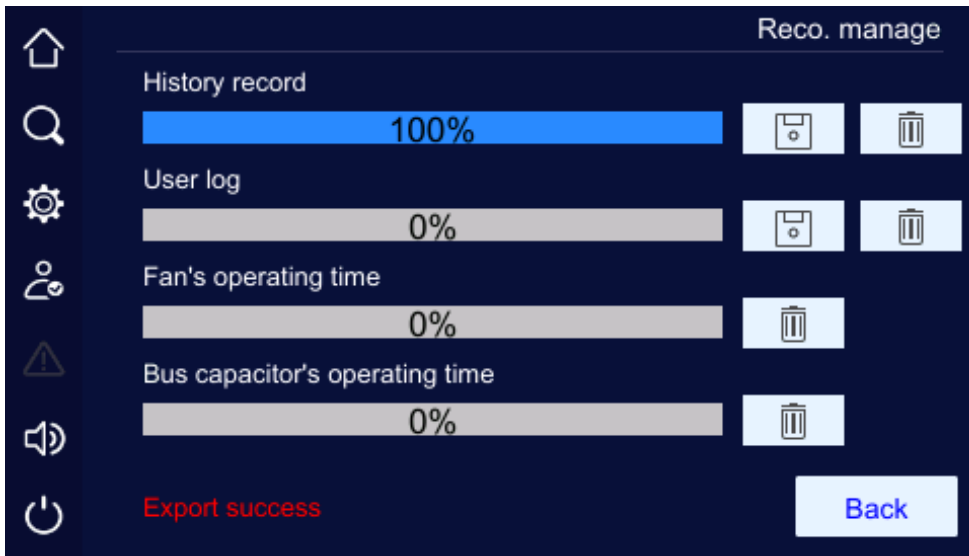 Reco. manage
History record
100%
User log
0%
Fan's operating time
0%
Bus capacitor's operating time
0%
Export success
Back